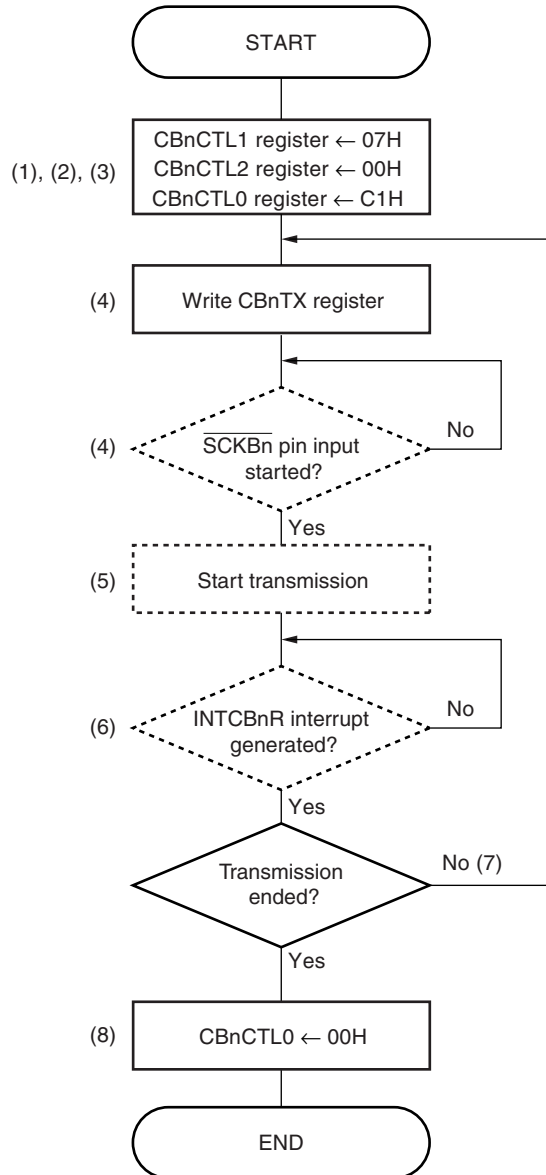 START
(1), (2), (3)
CBnCTL1 register ← 07H
CBnCTL2 register ← 00H
CBnCTL0 register ← C1H
(4)
Write CBnTX register
(4)
S̅C̅K̅B̅n̅ pin input
started?
No
Yes
(5)
Start transmission
(6)
INTCBnR interrupt
generated?
No
Yes
Transmission
ended?
No (7)
Yes
(8)
CBnCTL0 ← 00H
END